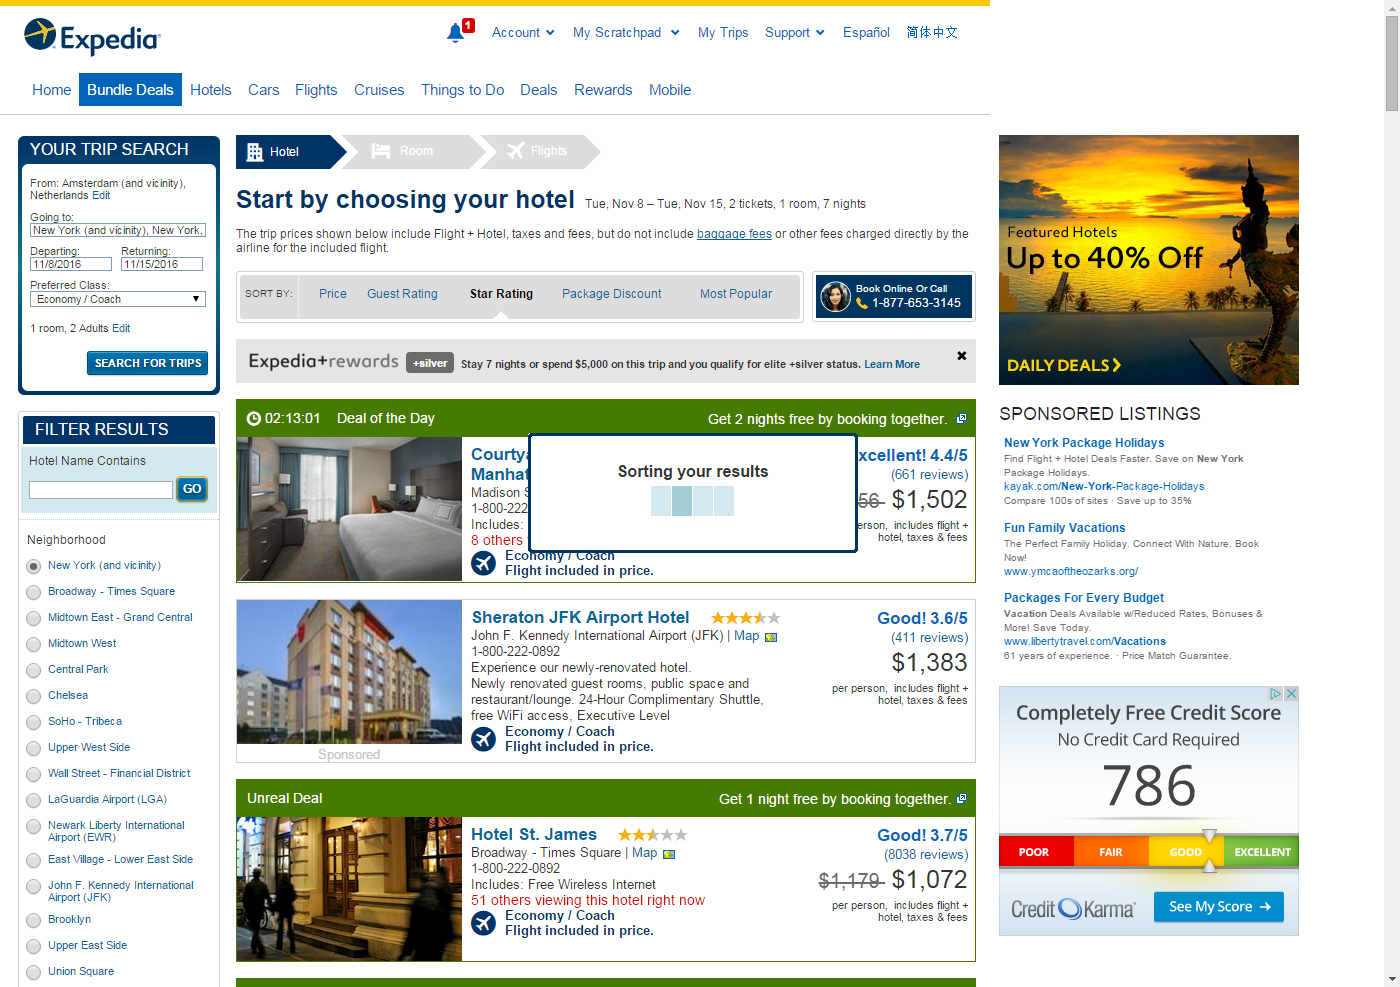 Expedia
1
Account
My Scratchpad
My Trips
Support
Español
简体中文
Home
Bundle Deals
Hotels
Cars
Flights
Cruises
Things to Do
Deals
Rewards
Mobile
YOUR TRIP SEARCH
From: Amsterdam (and vicinity),
Netherlands Edit
Going to:
New York (and vicinity), New York,
Departing:
Returning:
11/8/2016
11/15/2016
Preferred Class:
Economy / Coach
1 room, 2 Adults Edit
SEARCH FOR TRIPS
FILTER RESULTS
Hotel Name Contains
GO
Neighborhood
New York (and vicinity)
Broadway - Times Square
Midtown East - Grand Central
Midtown West
Central Park
Chelsea
SoHo - Tribeca
Upper West Side
Wall Street - Financial District
LaGuardia Airport (LGA)
Newark Liberty International
Airport (EWR)
East Village - Lower East Side
John F. Kennedy International
Airport (JFK)
Brooklyn
Upper East Side
Union Square
Hotel
Room
Flights
Start by choosing your hotel Tue, Nov 8 – Tue, Nov 15, 2 tickets, 1 room, 7 nights
The trip prices shown below include Flight + Hotel, taxes and fees, but do not include baggage fees or other fees charged directly by the
airline for the included flight.
SORT BY:
Price
Guest Rating
Star Rating
Package Discount
Most Popular
Book Online Or Call
1-877-653-3145
Expedia+rewards +silver Stay 7 nights or spend $5,000 on this trip and you qualify for elite +silver status. Learn More
02:13:01 Deal of the Day
Get 2 nights free by booking together.
Courtya
Manhat
Madison S
1-800-222
Includes:
8 others
Economy / Coach
Flight included in price.
Sorting your results
xcellent! 4.4/5
(661 reviews)
56 $1,502
erson, includes flight +
hotel, taxes & fees
Sheraton JFK Airport Hotel
John F. Kennedy International Airport (JFK) | Map
1-800-222-0892
Experience our newly-renovated hotel.
Newly renovated guest rooms, public space and
restaurant/lounge. 24-Hour Complimentary Shuttle,
free WiFi access, Executive Level
Economy / Coach
Flight included in price.
Sponsored
Good! 3.6/5
(411 reviews)
$1,383
per person, includes flight +
hotel, taxes & fees
Unreal Deal
Get 1 night free by booking together.
Hotel St. James
Broadway - Times Square | Map
1-800-222-0892
Includes: Free Wireless Internet
51 others viewing this hotel right now
Economy / Coach
Flight included in price.
Good! 3.7/5
(8038 reviews)
$1,179 $1,072
per person, includes flight +
hotel, taxes & fees
Featured Hotels
Up to 40% Off
DAILY DEALS
SPONSORED LISTINGS
New York Package Holidays
Find Flight + Hotel Deals Faster. Save on New York
Package Holidays.
kayak.com/New-York-Package-Holidays
Compare 100s of sites · Save up to 35%
Fun Family Vacations
The Perfect Family Holiday. Connect With Nature. Book
Now!
www.ymcaoftheozarks.org/
Packages For Every Budget
Vacation Deals Available w/Reduced Rates, Bonuses &
More! Save Today.
www.libertytravel.com/Vacations
61 years of experience. · Price Match Guarantee.
Completely Free Credit Score
No Credit Card Required
786
POOR
FAIR
GOOD
EXCELLENT
Credit Karma
See My Score